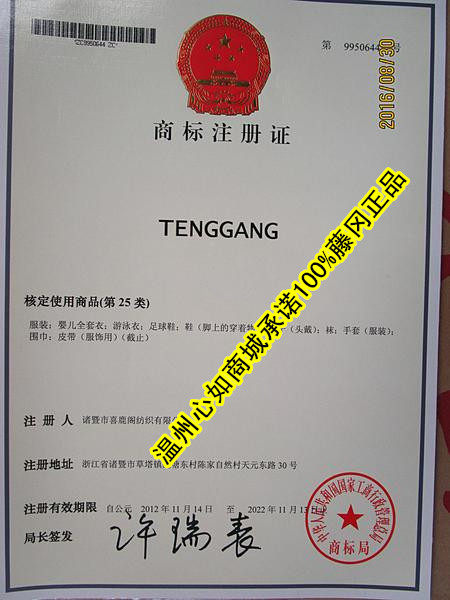 *ZC9950644 ZC*
第 9950644 号
2016/08/30
商标注册证
TENGGANG
温州心如商城承诺100%藤冈正品
核定使用商品(第 25 类)
服装；婴儿全套衣；游泳衣；足球鞋；鞋（脚上的穿着物 （头戴）；袜；手套（服装）；
围巾；皮带（服饰用）（截止）
注 册 人 诸暨市喜鹿阁纺织有限
注册地址 浙江省诸暨市草塔镇 塘东村陈家自然村天元东路 30 号
注册有效期限 自公元 2012 年 11 月 14 日 至 2022 年 11 月 13 日
局长签发 许瑞表
中华人民共和国国家工商行政管理总局
商标局